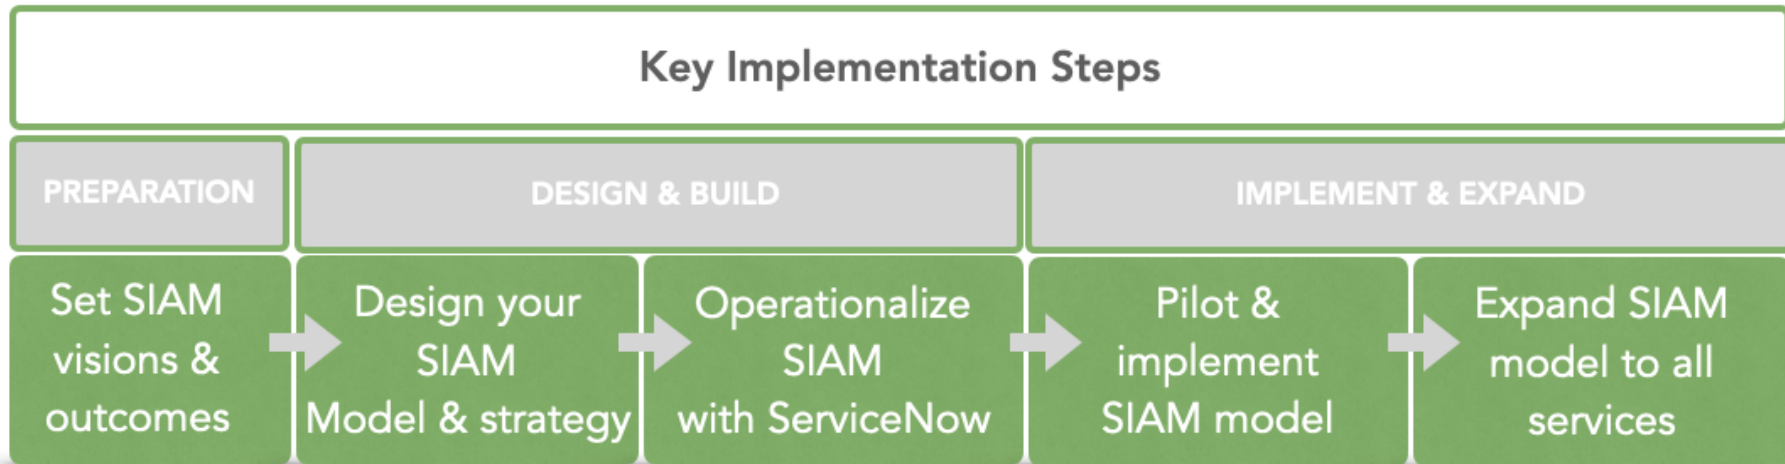 Key Implementation Steps
PREPARATION
DESIGN & BUILD
IMPLEMENT & EXPAND
Set SIAM
visions &
outcomes
Design your
SIAM
Model & strategy
Operationalize
SIAM
with ServiceNow
Pilot &
implement
SIAM model
Expand SIAM
model to all
services